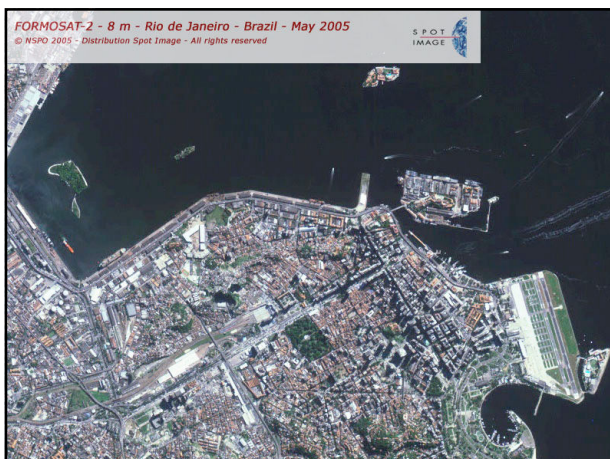 FORMOSAT-2 - 8 m - Rio de Janeiro - Brazil - May 2005
© NSPO 2005 - Distribution Spot Image - All rights reserved
SPOT
IMAGE